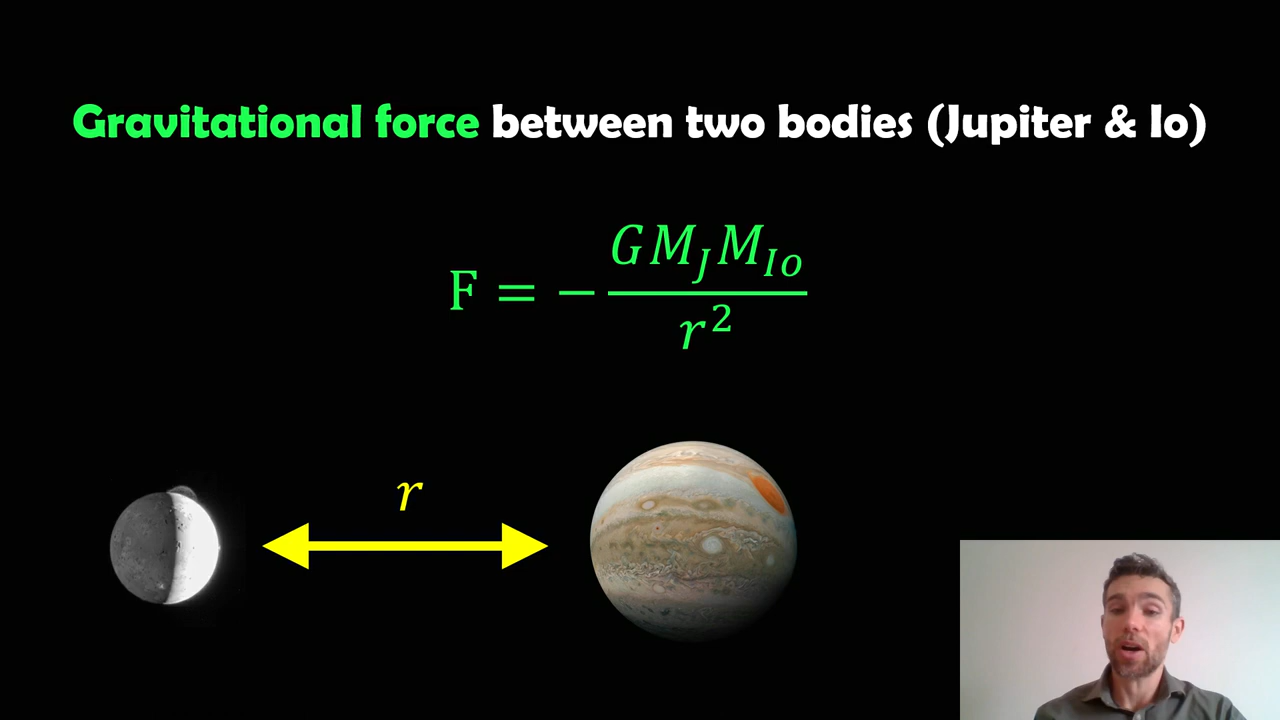 Gravitational force between two bodies (Jupiter & Io)
F = − GM_J M_Io / r²
r